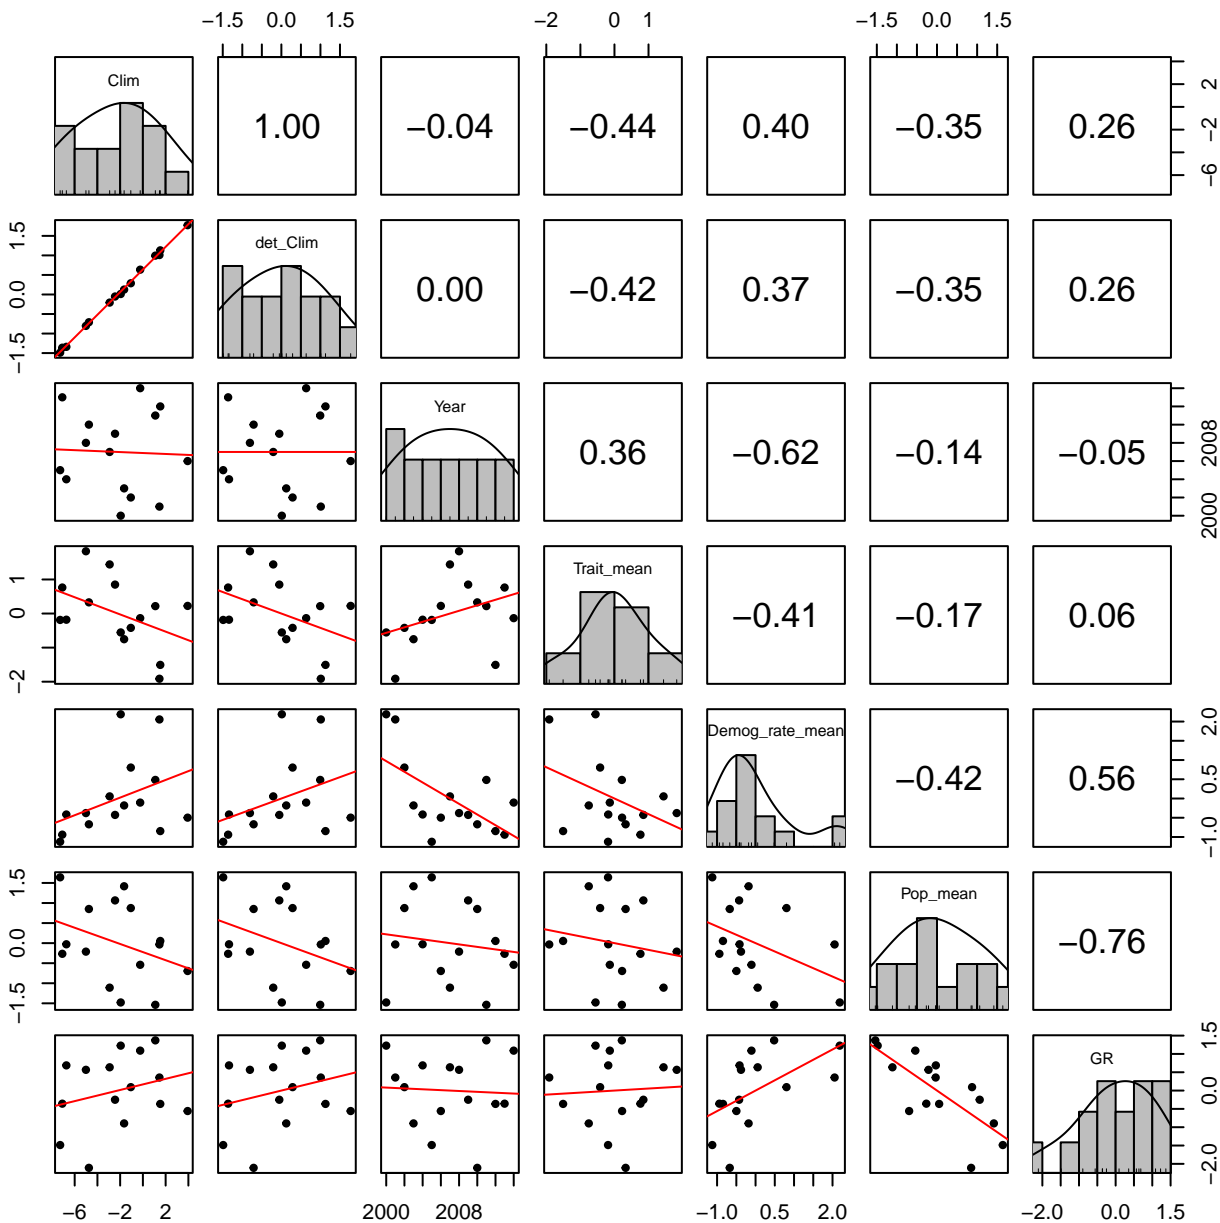 −1.5 0.0 1.5 −2 0 1 −1.5 0.0 1.5
Clim 1.00 −0.04 −0.44 0.40 −0.35 0.26 −6 −2 2
−1.5 0.0 1.5 det_Clim 0.00 −0.42 0.37 −0.35 0.26
Year 0.36 −0.62 −0.14 −0.05 2000 2008
−2 0 1 Trait_mean −0.41 −0.17 0.06
Demog_rate_mean −0.42 0.56 −1.0 0.5 2.0
−1.5 0.0 1.5 Pop_mean −0.76
GR −2.0 0.0 1.5
−6 −2 2 2000 2008 −1.0 0.5 2.0 −2.0 0.0 1.5